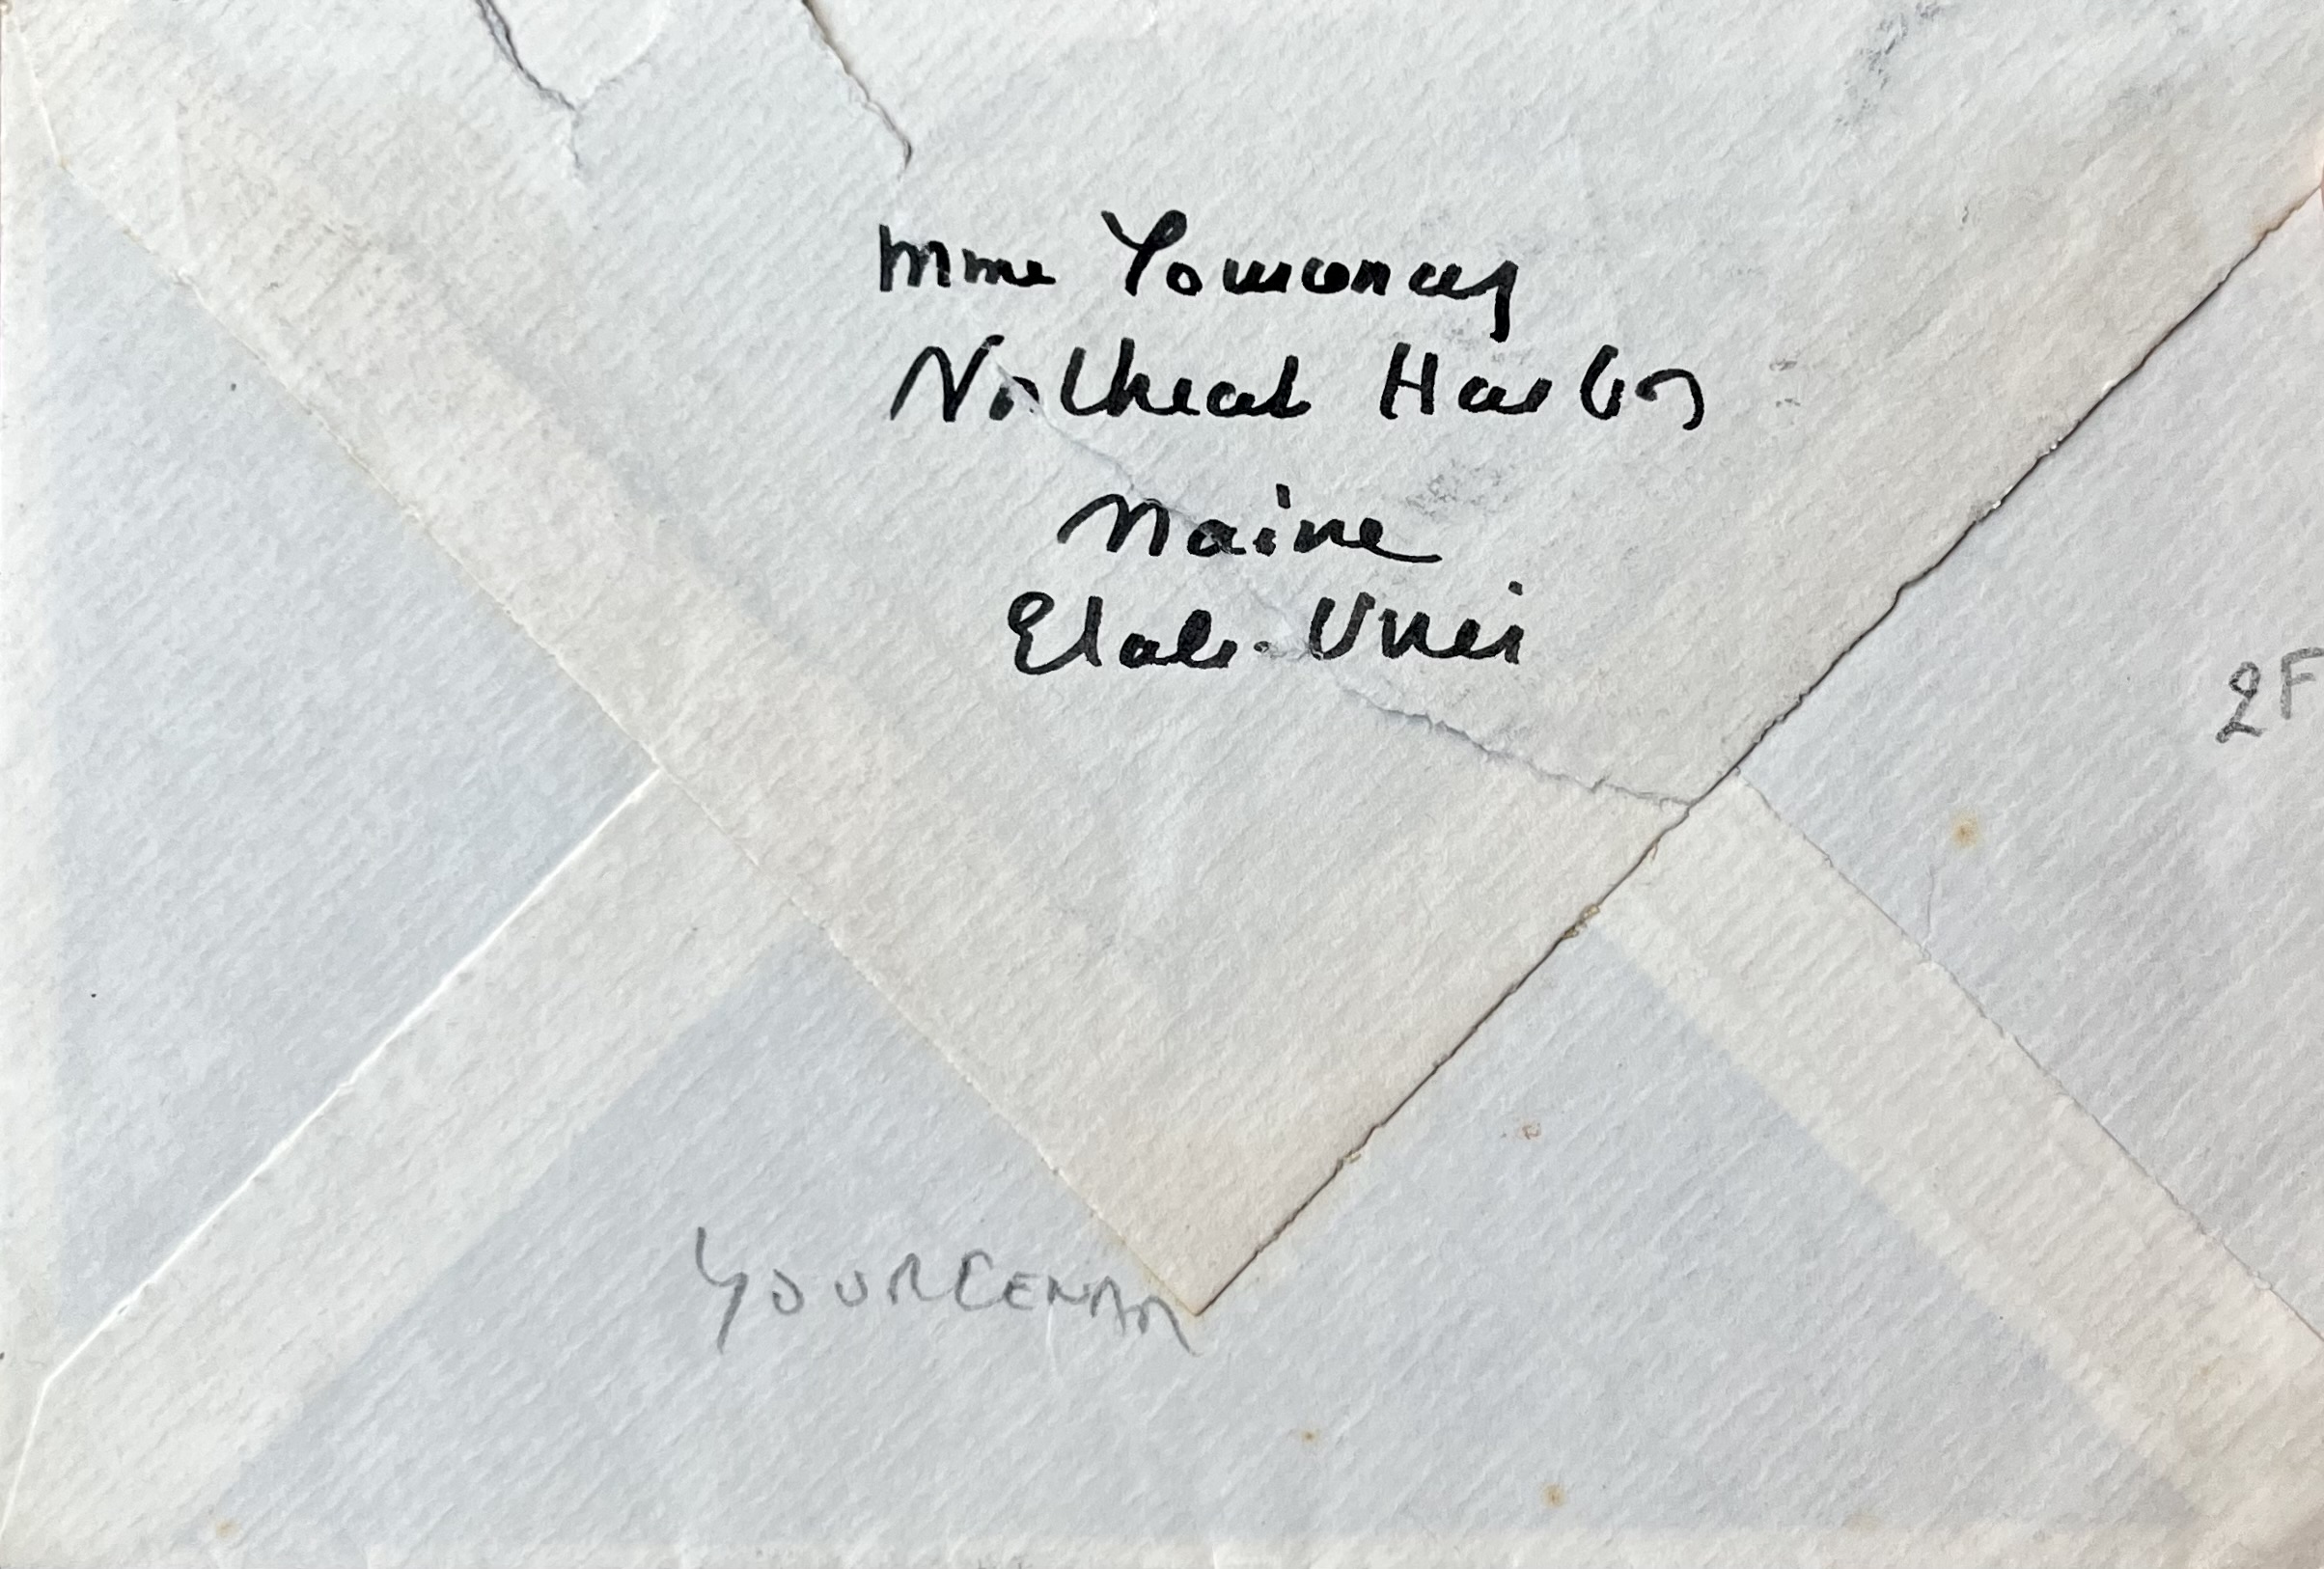 Mme Yourcenar
Northeast Harbor
Maine
Etats-Unis
2F
YOURCENAR